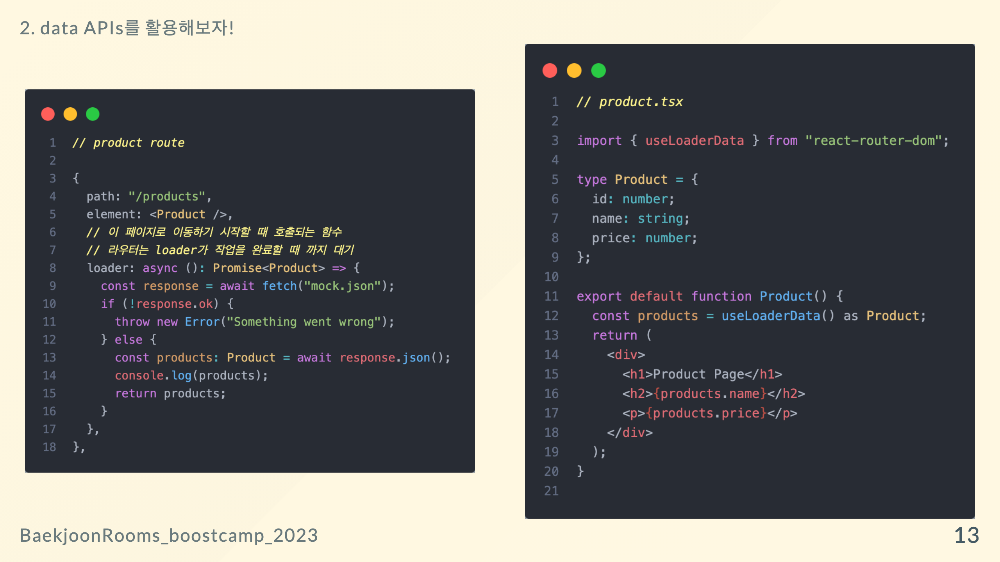 2. data APIs를 활용해보자!
1 // product route
2
3 {
4   path: "/products",
5   element: <Product />,
6   // 이 페이지로 이동하기 시작할 때 호출되는 함수
7   // 라우터는 loader가 작업을 완료할 때 까지 대기
8   loader: async (): Promise<Product> => {
9     const response = await fetch("mock.json");
10     if (!response.ok) {
11       throw new Error("Something went wrong");
12     } else {
13       const products: Product = await response.json();
14       console.log(products);
15       return products;
16     }
17   },
18 },
1 // product.tsx
2
3 import { useLoaderData } from "react-router-dom";
4
5 type Product = {
6   id: number;
7   name: string;
8   price: number;
9 };
10
11 export default function Product() {
12   const products = useLoaderData() as Product;
13   return (
14     <div>
15       <h1>Product Page</h1>
16       <h2>{products.name}</h2>
17       <p>{products.price}</p>
18     </div>
19   );
20 }
21
BaekjoonRooms_boostcamp_2023
13